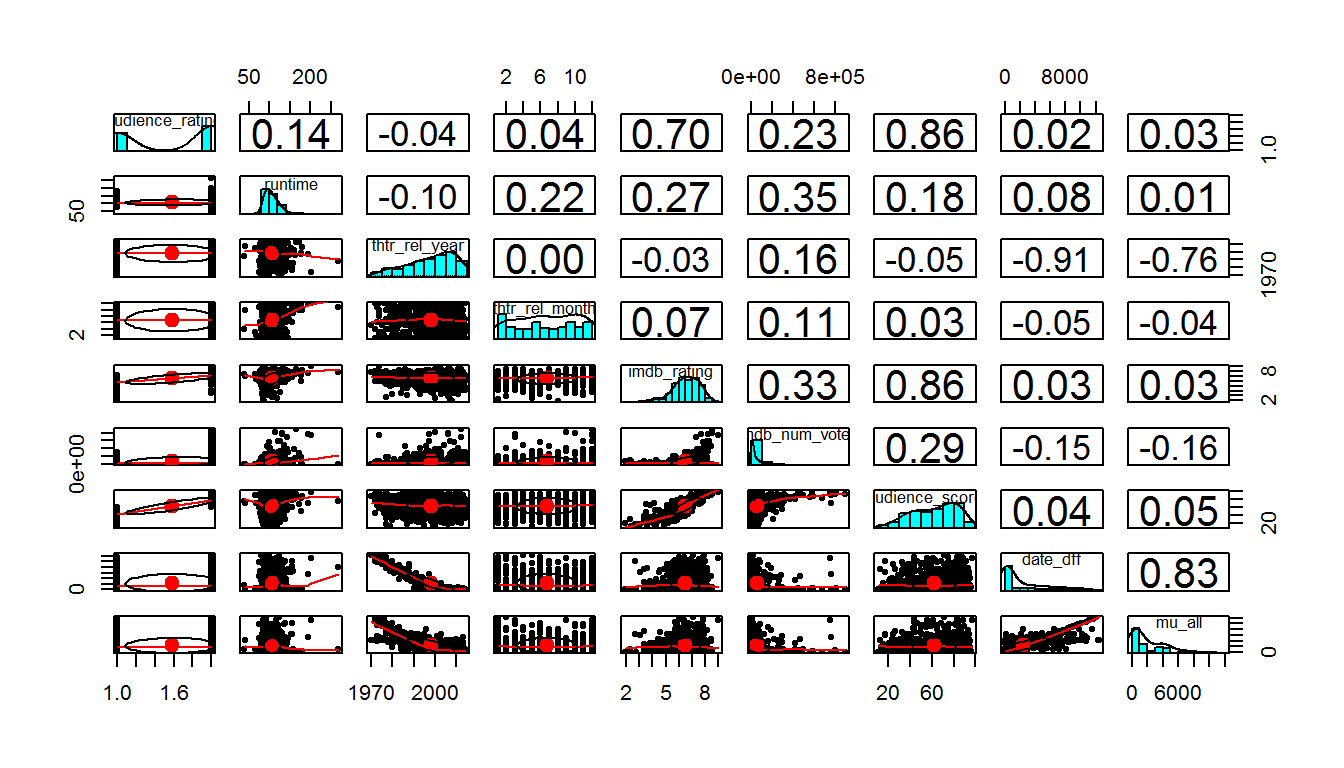 50 200 2 6 10 0e+00 8e+05 0 8000
udience_ratin 0.14 -0.04 0.04 0.70 0.23 0.86 0.02 0.03 1.0
50 runtime -0.10 0.22 0.27 0.35 0.18 0.08 0.01
thtr_rel_year 0.00 -0.03 0.16 -0.05 -0.91 -0.76 1970
2 thtr_rel_month 0.07 0.11 0.03 -0.05 -0.04
imdb_rating 0.33 0.86 0.03 0.03 2 8
0e+00 ndb_num_vote 0.29 -0.15 -0.16
udience_scor 0.04 0.05 20
0 date_dff 0.83
mu_all 0
1.0 1.6 1970 2000 2 5 8 20 60 0 6000